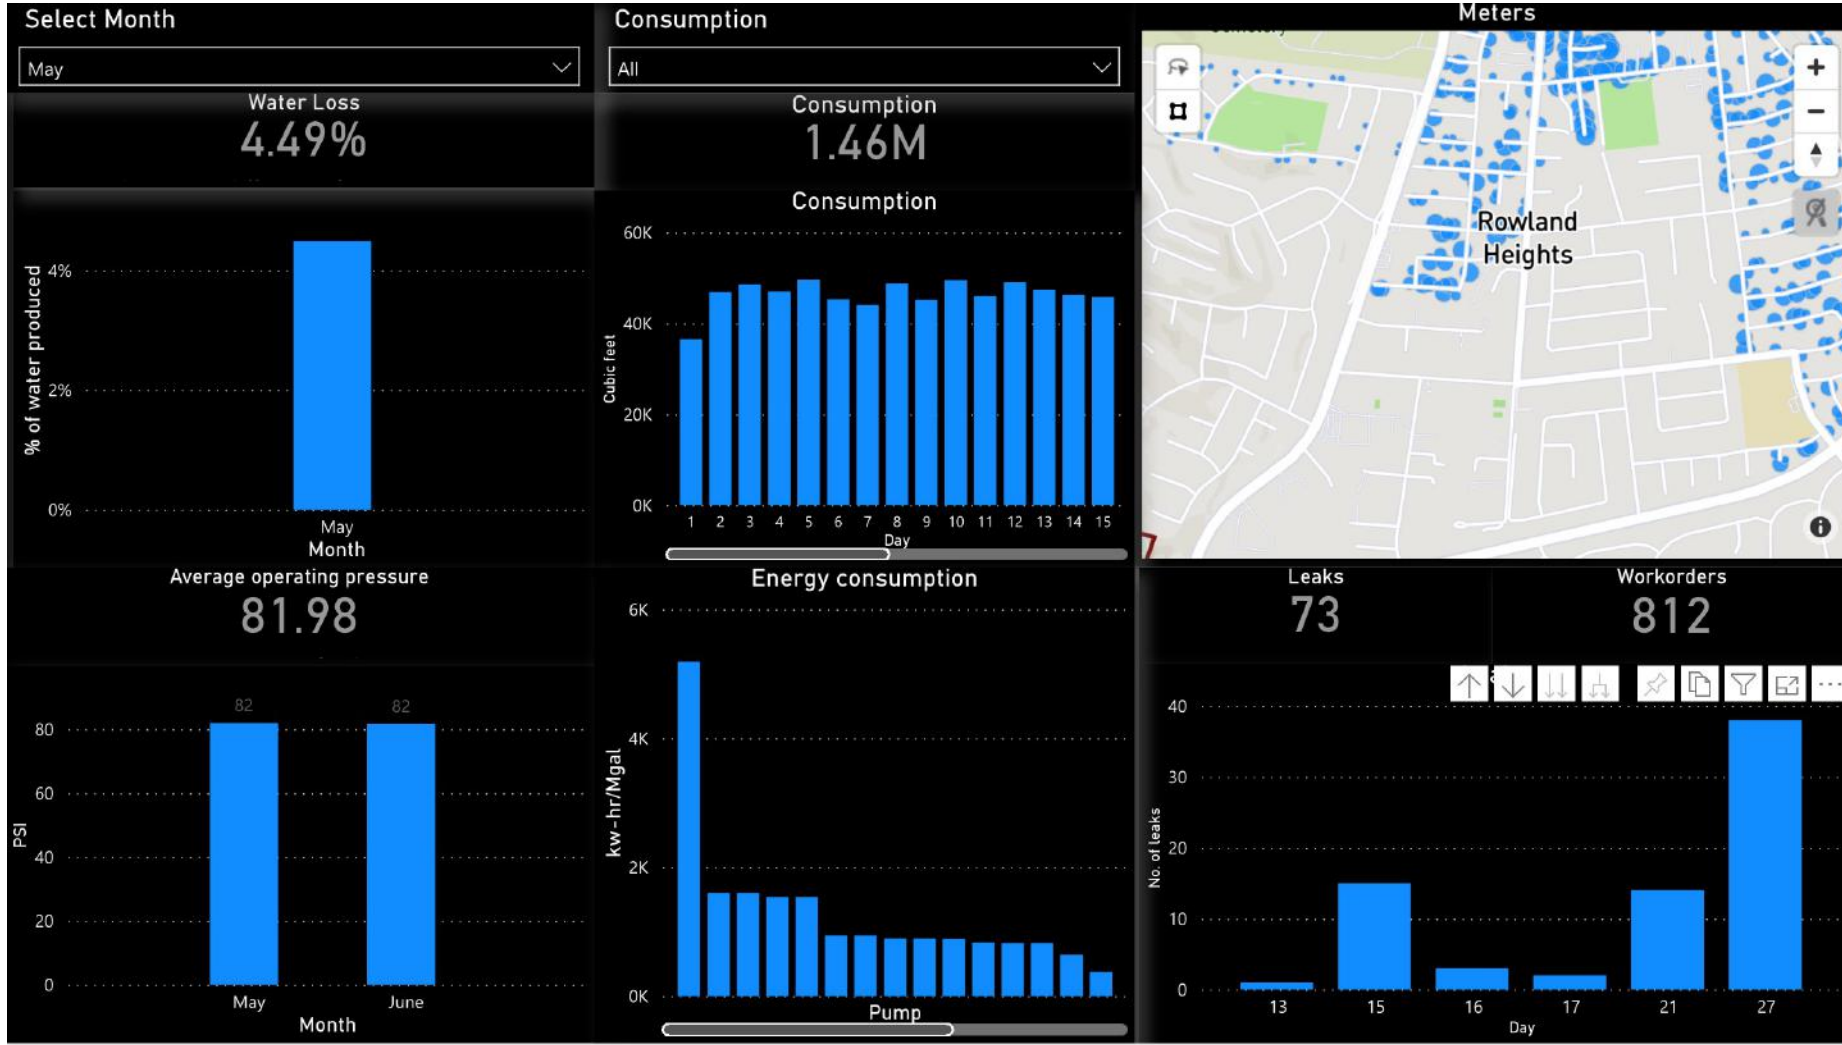 Select Month
May
Water Loss
4.49%
% of water produced
4%
2%
0%
May
Month
Consumption
All
Consumption
1.46M
Consumption
Cubic feet
60K
40K
20K
0K
1 2 3 4 5 6 7 8 9 10 11 12 13 14 15
Day
Meters
Rowland
Heights
Average operating pressure
81.98
PSI
80
60
40
20
0
82
82
May June
Month
Energy consumption
kw-hr/Mgal
6K
4K
2K
0K
Pump
Leaks
73
Workorders
812
No. of leaks
40
30
20
10
0
13 15 16 17 21 27
Day